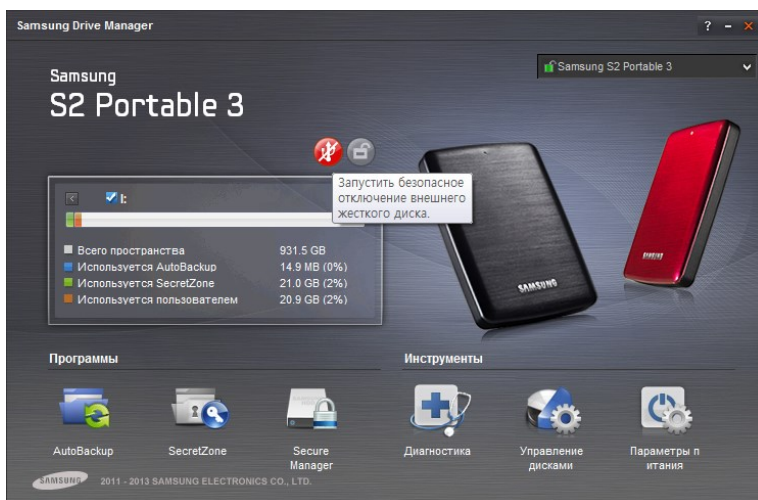 Samsung Drive Manager
Samsung S2 Portable 3
Samsung
S2 Portable 3
Запустить безопасное
отключение внешнего
жесткого диска.
I:
Всего пространства 931.5 GB
Используется AutoBackup 14.9 MB (0%)
Используется SecretZone 21.0 GB (2%)
Используется пользователем 20.9 GB (2%)
SAMSUNG
SAMSUNG
Программы
Инструменты
AutoBackup
SecretZone
Secure
Manager
Диагностика
Управление
дисками
Параметры п
итания
SAMSUNG 2011 - 2013 SAMSUNG ELECTRONICS CO., LTD.